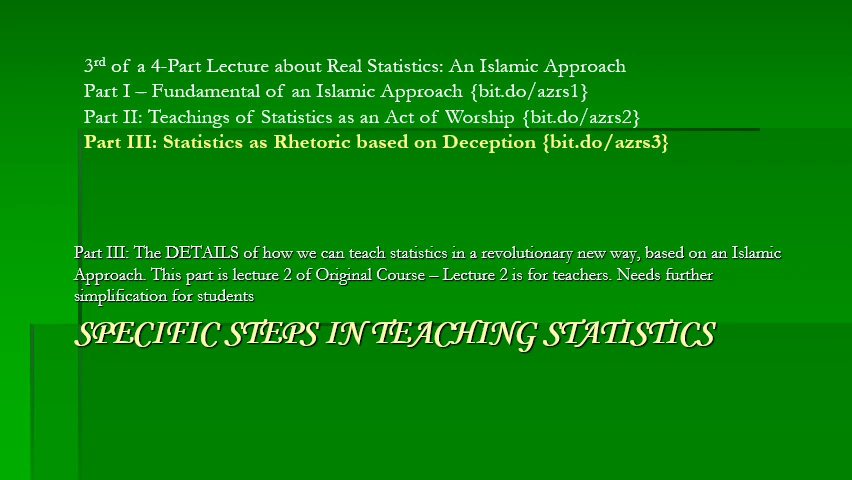 3rd of a 4-Part Lecture about Real Statistics: An Islamic Approach
Part I – Fundamental of an Islamic Approach {bit.do/azrs1}
Part II: Teachings of Statistics as an Act of Worship {bit.do/azrs2}
Part III: Statistics as Rhetoric based on Deception {bit.do/azrs3}
Part III: The DETAILS of how we can teach statistics in a revolutionary new way, based on an Islamic
Approach. This part is lecture 2 of Original Course – Lecture 2 is for teachers. Needs further
simplification for students
SPECIFIC STEPS IN TEACHING STATISTICS